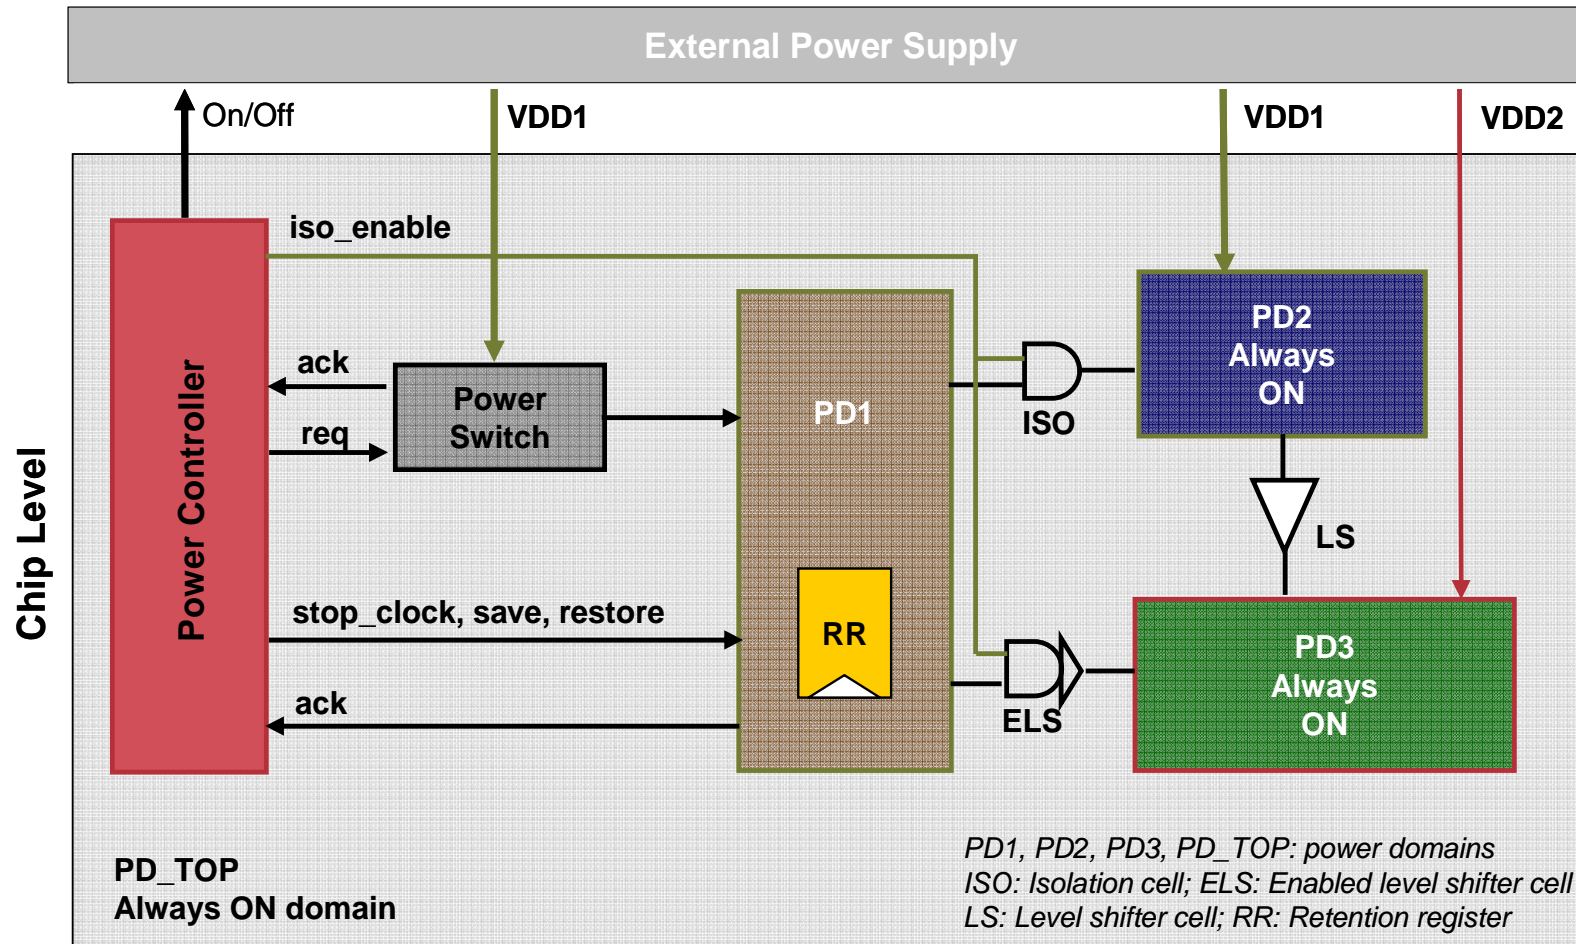 External Power Supply
On/Off
VDD1
VDD1
VDD2
iso_enable
Chip Level
Power Controller
ack
req
Power
Switch
PD1
ISO
PD2
Always
ON
LS
stop_clock, save, restore
RR
ack
ELS
PD3
Always
ON
PD_TOP
Always ON domain
PD1, PD2, PD3, PD_TOP: power domains
ISO: Isolation cell; ELS: Enabled level shifter cell
LS: Level shifter cell; RR: Retention register